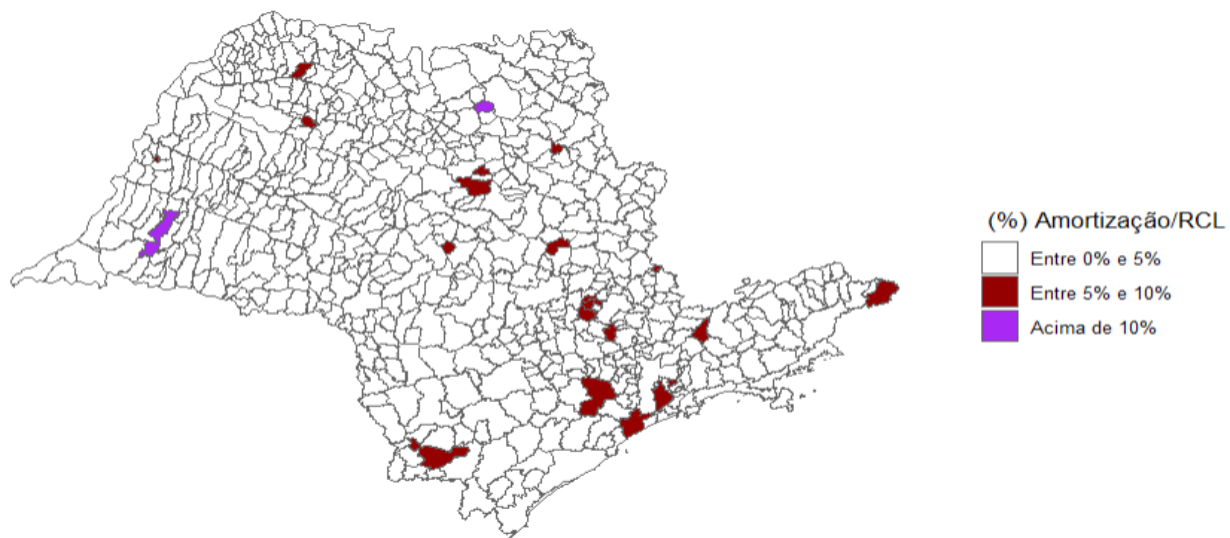 (%) Amortização/RCL
Entre 0% e 5%
Entre 5% e 10%
Acima de 10%